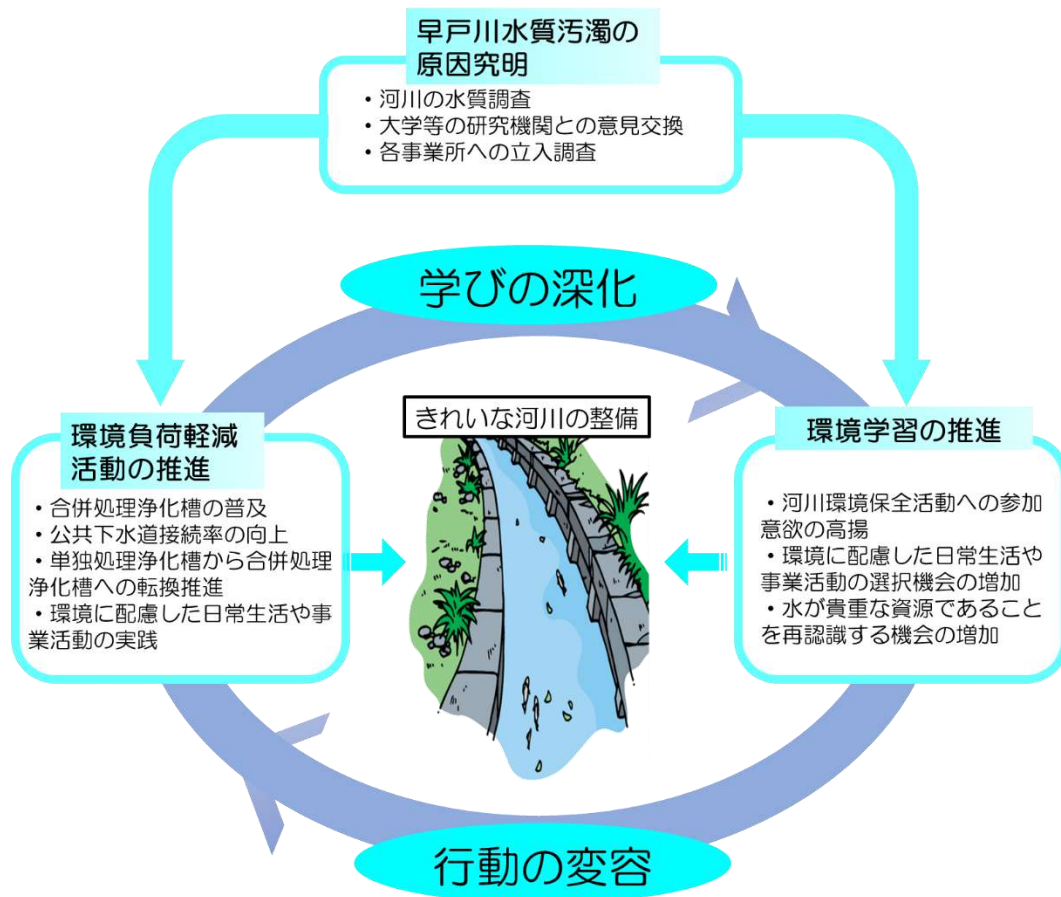 早戸川水質汚濁の
原因究明
・河川の水質調査
・大学等の研究機関との意見交換
・各事業所への立入調査
学びの深化
きれいな河川の整備
環境負荷軽減
活動の推進
・合併処理浄化槽の普及
・公共下水道接続率の向上
・単独処理浄化槽から合併処理
浄化槽への転換推進
・環境に配慮した日常生活や事
業活動の実践
環境学習の推進
・河川環境保全活動への参加
意欲の高揚
・環境に配慮した日常生活や
事業活動の選択機会の増加
・水が貴重な資源であること
を再認識する機会の増加
行動の変容